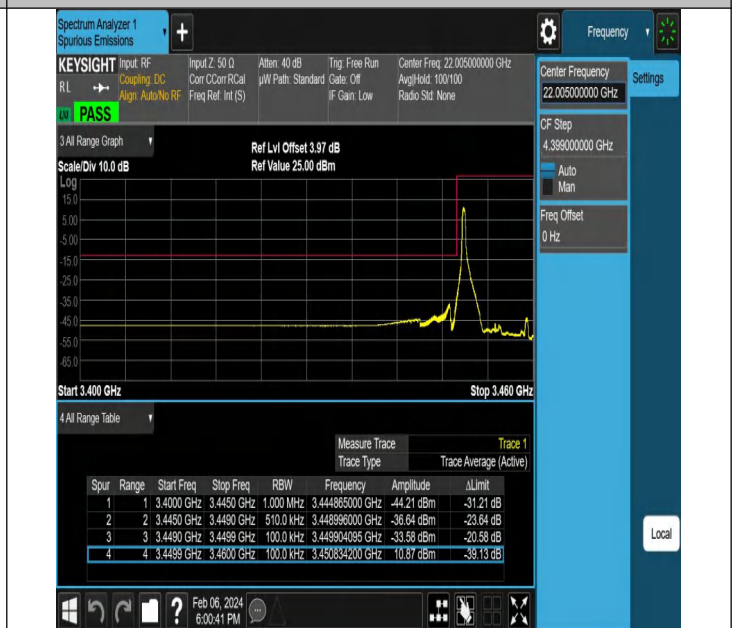 Spectrum Analyzer 1
Spurious Emissions
+
Frequency
KEYSIGHT Input: RF Input Z: 50 Ω Atten: 40 dB Trig: Free Run Center Freq: 22.005000000 GHz
RL Coupling: DC Corr CCorr RCal µW Path: Standard Gate: Off Avg|Hold: 100/100
Align: Auto/No RF Freq Ref: Int (S) IF Gain: Low Radio Std: None
LXI PASS
Center Frequency
22.005000000 GHz
Settings
CF Step
4.399000000 GHz
Auto
Man
Freq Offset
0 Hz
3 All Range Graph
Ref Lvl Offset 3.97 dB
Scale/Div 10.0 dB Ref Value 25.00 dBm
Log
15.0
5.00
-5.00
-15.0
-25.0
-35.0
-45.0
-55.0
-65.0
Start 3.400 GHz Stop 3.460 GHz
4 All Range Table
Measure Trace Trace 1
Trace Type Trace Average (Active)
Spur Range Start Freq Stop Freq RBW Frequency Amplitude ΔLimit
1 1 3.4000 GHz 3.4450 GHz 1.000 MHz 3.444865000 GHz -44.21 dBm -31.21 dB
2 2 3.4450 GHz 3.4490 GHz 510.0 kHz 3.448996000 GHz -36.64 dBm -23.64 dB
3 3 3.4490 GHz 3.4499 GHz 100.0 kHz 3.449904095 GHz -33.58 dBm -20.58 dB
4 4 3.4499 GHz 3.4600 GHz 100.0 kHz 3.450834200 GHz 10.87 dBm -39.13 dB
Local
?
Feb 06, 2024
6:00:41 PM